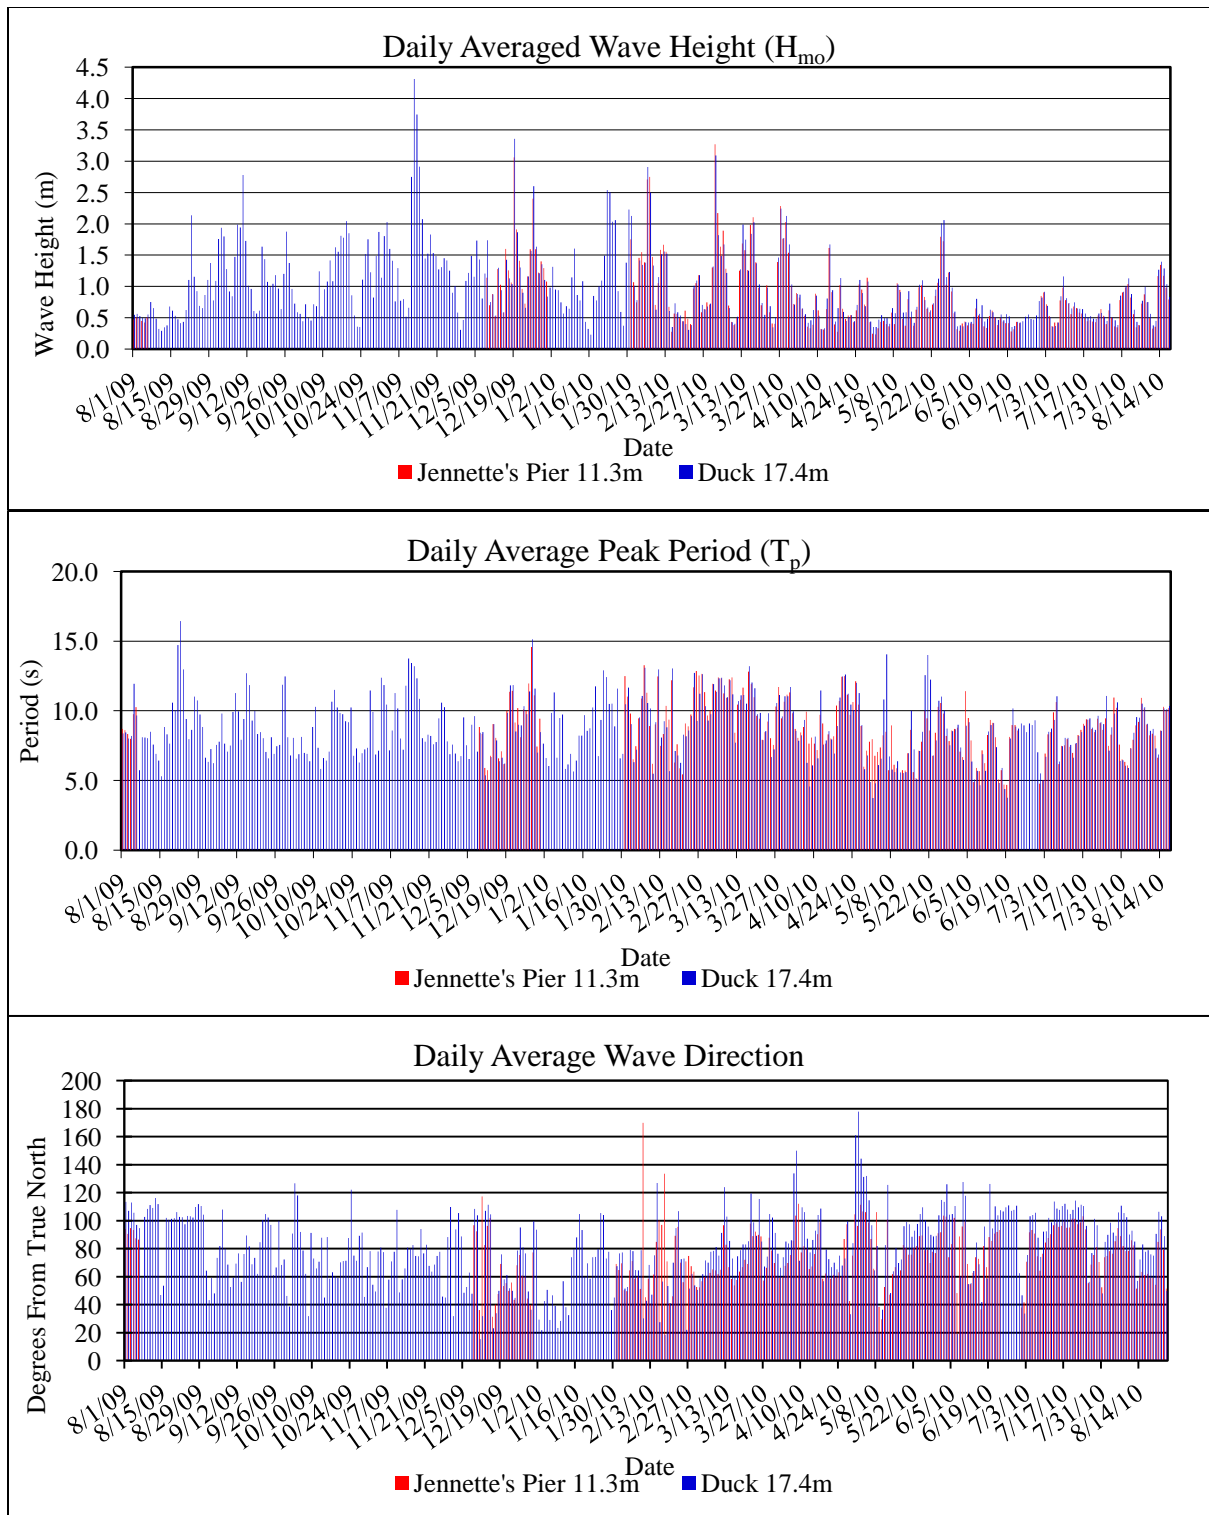 Daily Averaged Wave Height (Hmo)
4.5
4.0
3.5
3.0
2.5
2.0
1.5
1.0
0.5
0.0
Wave Height (m)
8/1/09 8/15/09 8/29/09 9/12/09 9/26/09 10/10/09 10/24/09 11/7/09 11/21/09 12/5/09 12/19/09 1/2/10 1/16/10 1/30/10 2/13/10 2/27/10 3/13/10 3/27/10 4/10/10 4/24/10 5/8/10 5/22/10 6/5/10 6/19/10 7/3/10 7/17/10 7/31/10 8/14/10
Date
Jennette's Pier 11.3m Duck 17.4m
Daily Average Peak Period (Tp)
20.0
15.0
10.0
5.0
0.0
Period (s)
8/1/09 8/15/09 8/29/09 9/12/09 9/26/09 10/10/09 10/24/09 11/7/09 11/21/09 12/5/09 12/19/09 1/2/10 1/16/10 1/30/10 2/13/10 2/27/10 3/13/10 3/27/10 4/10/10 4/24/10 5/8/10 5/22/10 6/5/10 6/19/10 7/3/10 7/17/10 7/31/10 8/14/10
Date
Jennette's Pier 11.3m Duck 17.4m
Daily Average Wave Direction
200
180
160
140
120
100
80
60
40
20
0
Degrees From True North
8/1/09 8/15/09 8/29/09 9/12/09 9/26/09 10/10/09 10/24/09 11/7/09 11/21/09 12/5/09 12/19/09 1/2/10 1/16/10 1/30/10 2/13/10 2/27/10 3/13/10 3/27/10 4/10/10 4/24/10 5/8/10 5/22/10 6/5/10 6/19/10 7/3/10 7/17/10 7/31/10 8/14/10
Date
Jennette's Pier 11.3m Duck 17.4m